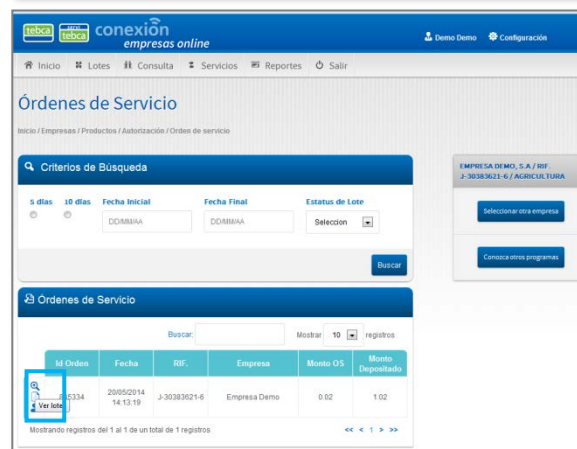 tebca servi tebca conexión
empresas online
Demo Demo Configuración
Inicio Lotes Consulta Servicios Reportes Salir
Órdenes de Servicio
Inicio / Empresas / Productos / Autorización / Orden de servicio
Criterios de Búsqueda
5 días 10 días Fecha Inicial Fecha Final Estatus de Lote
DD/MM/AA DD/MM/AA Seleccion
Buscar
EMPRESA DEMO, S.A / RIF.
J-30383621-6 / AGRICULTURA
Seleccionar otra empresa
Conozca otros programas
Órdenes de Servicio
Buscar: Mostrar 10 registros
Id Orden Fecha RIF. Empresa Monto OS Monto Depositado
5334 20/05/2014 14:13:19 J-30383621-6 Empresa Demo 0.02 1.02
Ver lote
Mostrando registros del 1 al 1 de un total de 1 registros << < 1 > >>